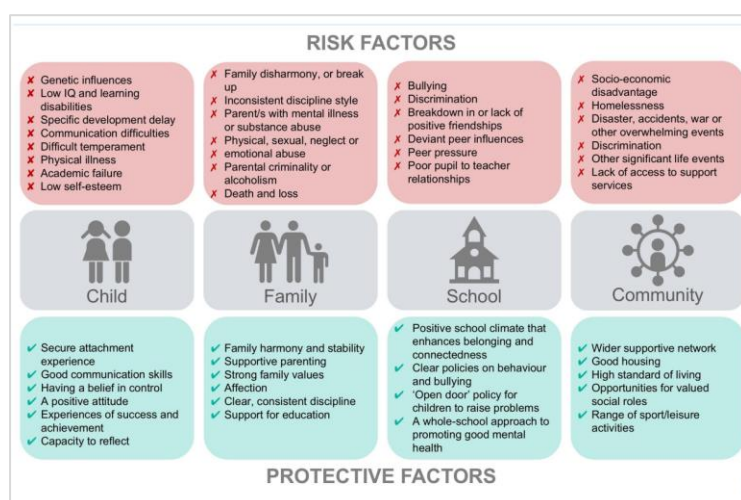 RISK FACTORS
✘ Genetic influences
✘ Low IQ and learning
✘ disabilities
✘ Specific development delay
✘ Communication difficulties
✘ Difficult temperament
✘ Physical illness
✘ Academic failure
Low self-esteem
✗ Family disharmony, or break
up
✗ Inconsistent discipline style
✗ Parent/s with mental illness
or substance abuse
✗ Physical, sexual, neglect or
✗ emotional abuse
✗ Parental criminality or
alcoholism
✗ Death and loss
✗ Bullying
✗ Discrimination
✗ Breakdown in or lack of
positive friendships
✗ Deviant peer influences
✗ Peer pressure
✗ Poor pupil to teacher
relationships
✗ Socio-economic
disadvantage
✗ Homelessness
✗ Disaster, accidents, war or
other overwhelming events
✗ Discrimination
✗ Other significant life events
✗ Lack of access to support
services
Child
Family
School
Community
✔ Secure attachment
experience
✔ Good communication skills
✔ Having a belief in control
✔ A positive attitude
✔ Experiences of success and
achievement
✔ Capacity to reflect
✔ Family harmony and stability
✔ Supportive parenting
✔ Strong family values
✔ Affection
✔ Clear, consistent discipline
✔ Support for education
✔ Positive school climate that
enhances belonging and
connectedness
✔ Clear policies on behaviour
and bullying
✔ ‘Open door’ policy for
children to raise problems
✔ A whole-school approach to
promoting good mental
health
✔ Wider supportive network
✔ Good housing
✔ High standard of living
✔ Opportunities for valued
social roles
✔ Range of sport/leisure
activities
PROTECTIVE FACTORS